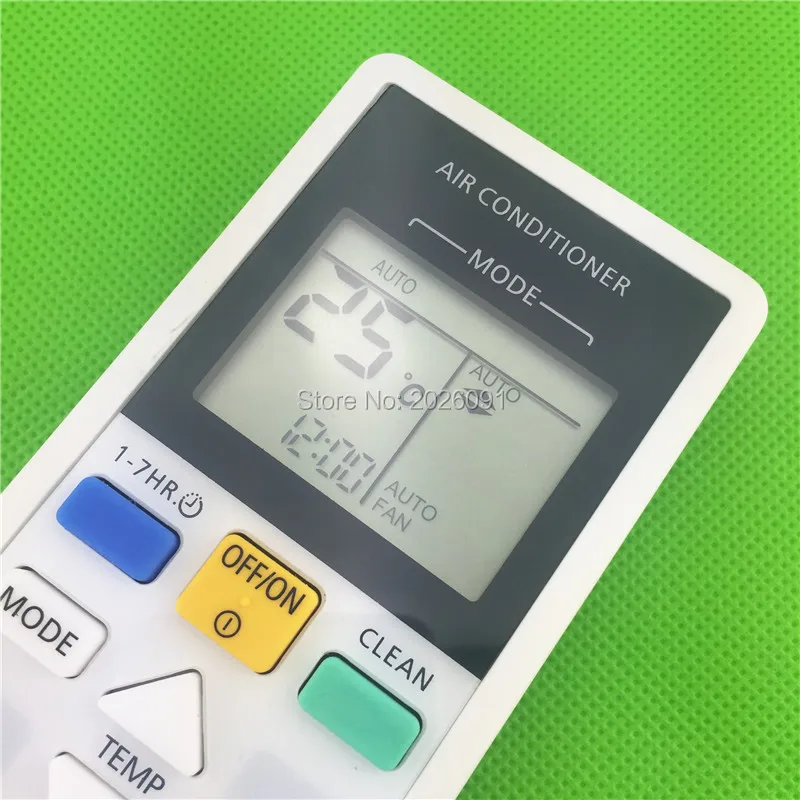 AIR CONDITIONER
MODE
AUTO
25°C
AUTO
12:00
AUTO
FAN
Store No: 2026091
1-7HR.
OFF/ON
MODE
CLEAN
TEMP